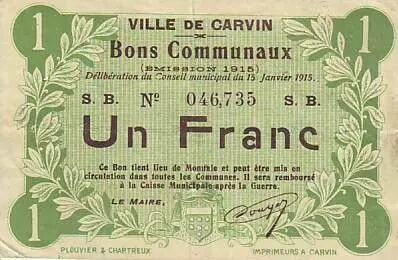 1 VILLE DE CARVIN 1
Bons Communaux
(EMISSION 1915)
Délibération du Conseil municipal du 15 Janvier 1915.
S. B. Nº 046,735 S. B.
Un Franc
Ce Bon tient lieu de Monnaie et peut être mis en
circulation dans toutes les Communes. Il sera remboursé
à la Caisse Municipale après la Guerre.
LE MAIRE,
1 1
PLOUVIER & CHARTREUX IMPRIMEURS A CARVIN